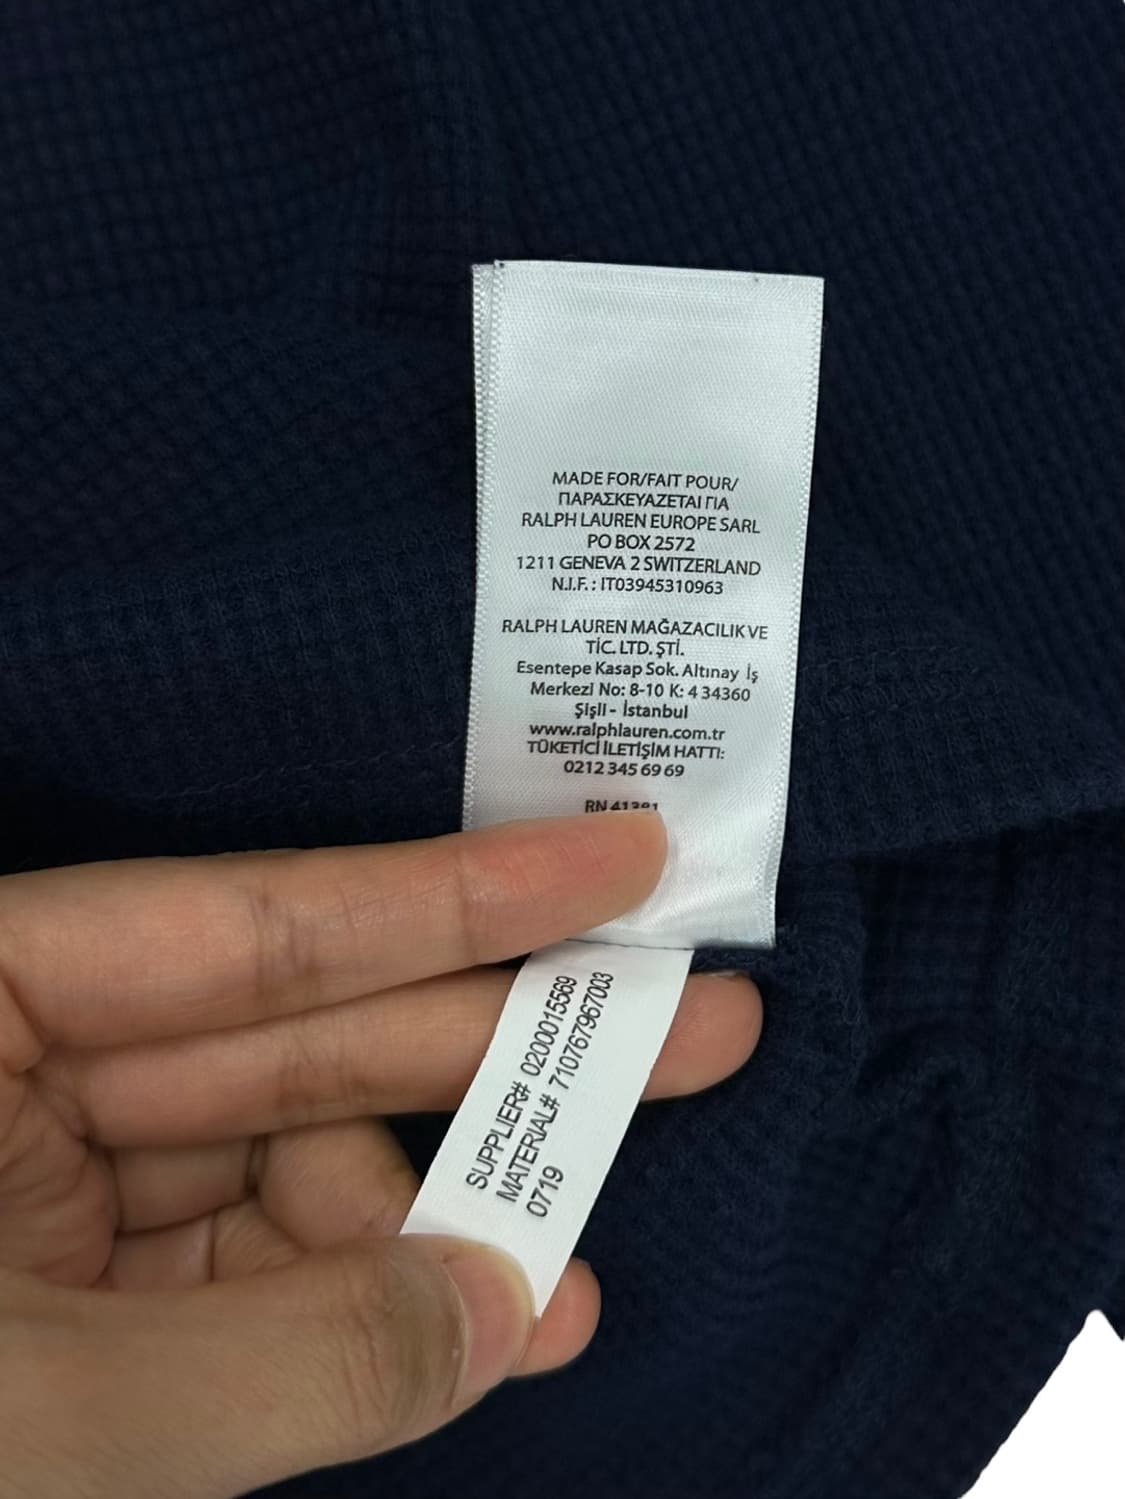 MADE FOR/FAIT POUR/
ΠΑΡΑΣΚΕΥΑΖΕΤΑΙ ΓΙΑ
RALPH LAUREN EUROPE SARL
PO BOX 2572
1211 GENEVA 2 SWITZERLAND
N.I.F. : IT03945310963
RALPH LAUREN MAĞAZACILIK VE
TİC. LTD. ŞTİ.
Esentepe Kasap Sok. Altınay İş
Merkezİ No: 8-10 K: 4 34360
Şişli - İstanbul
www.ralphlauren.com.tr
TÜKETİCİ İLETİŞİM HATTI:
0212 345 69 69
RN 41381
SUPPLIER# 0200015569
MATERIAL# 710767967003
0719